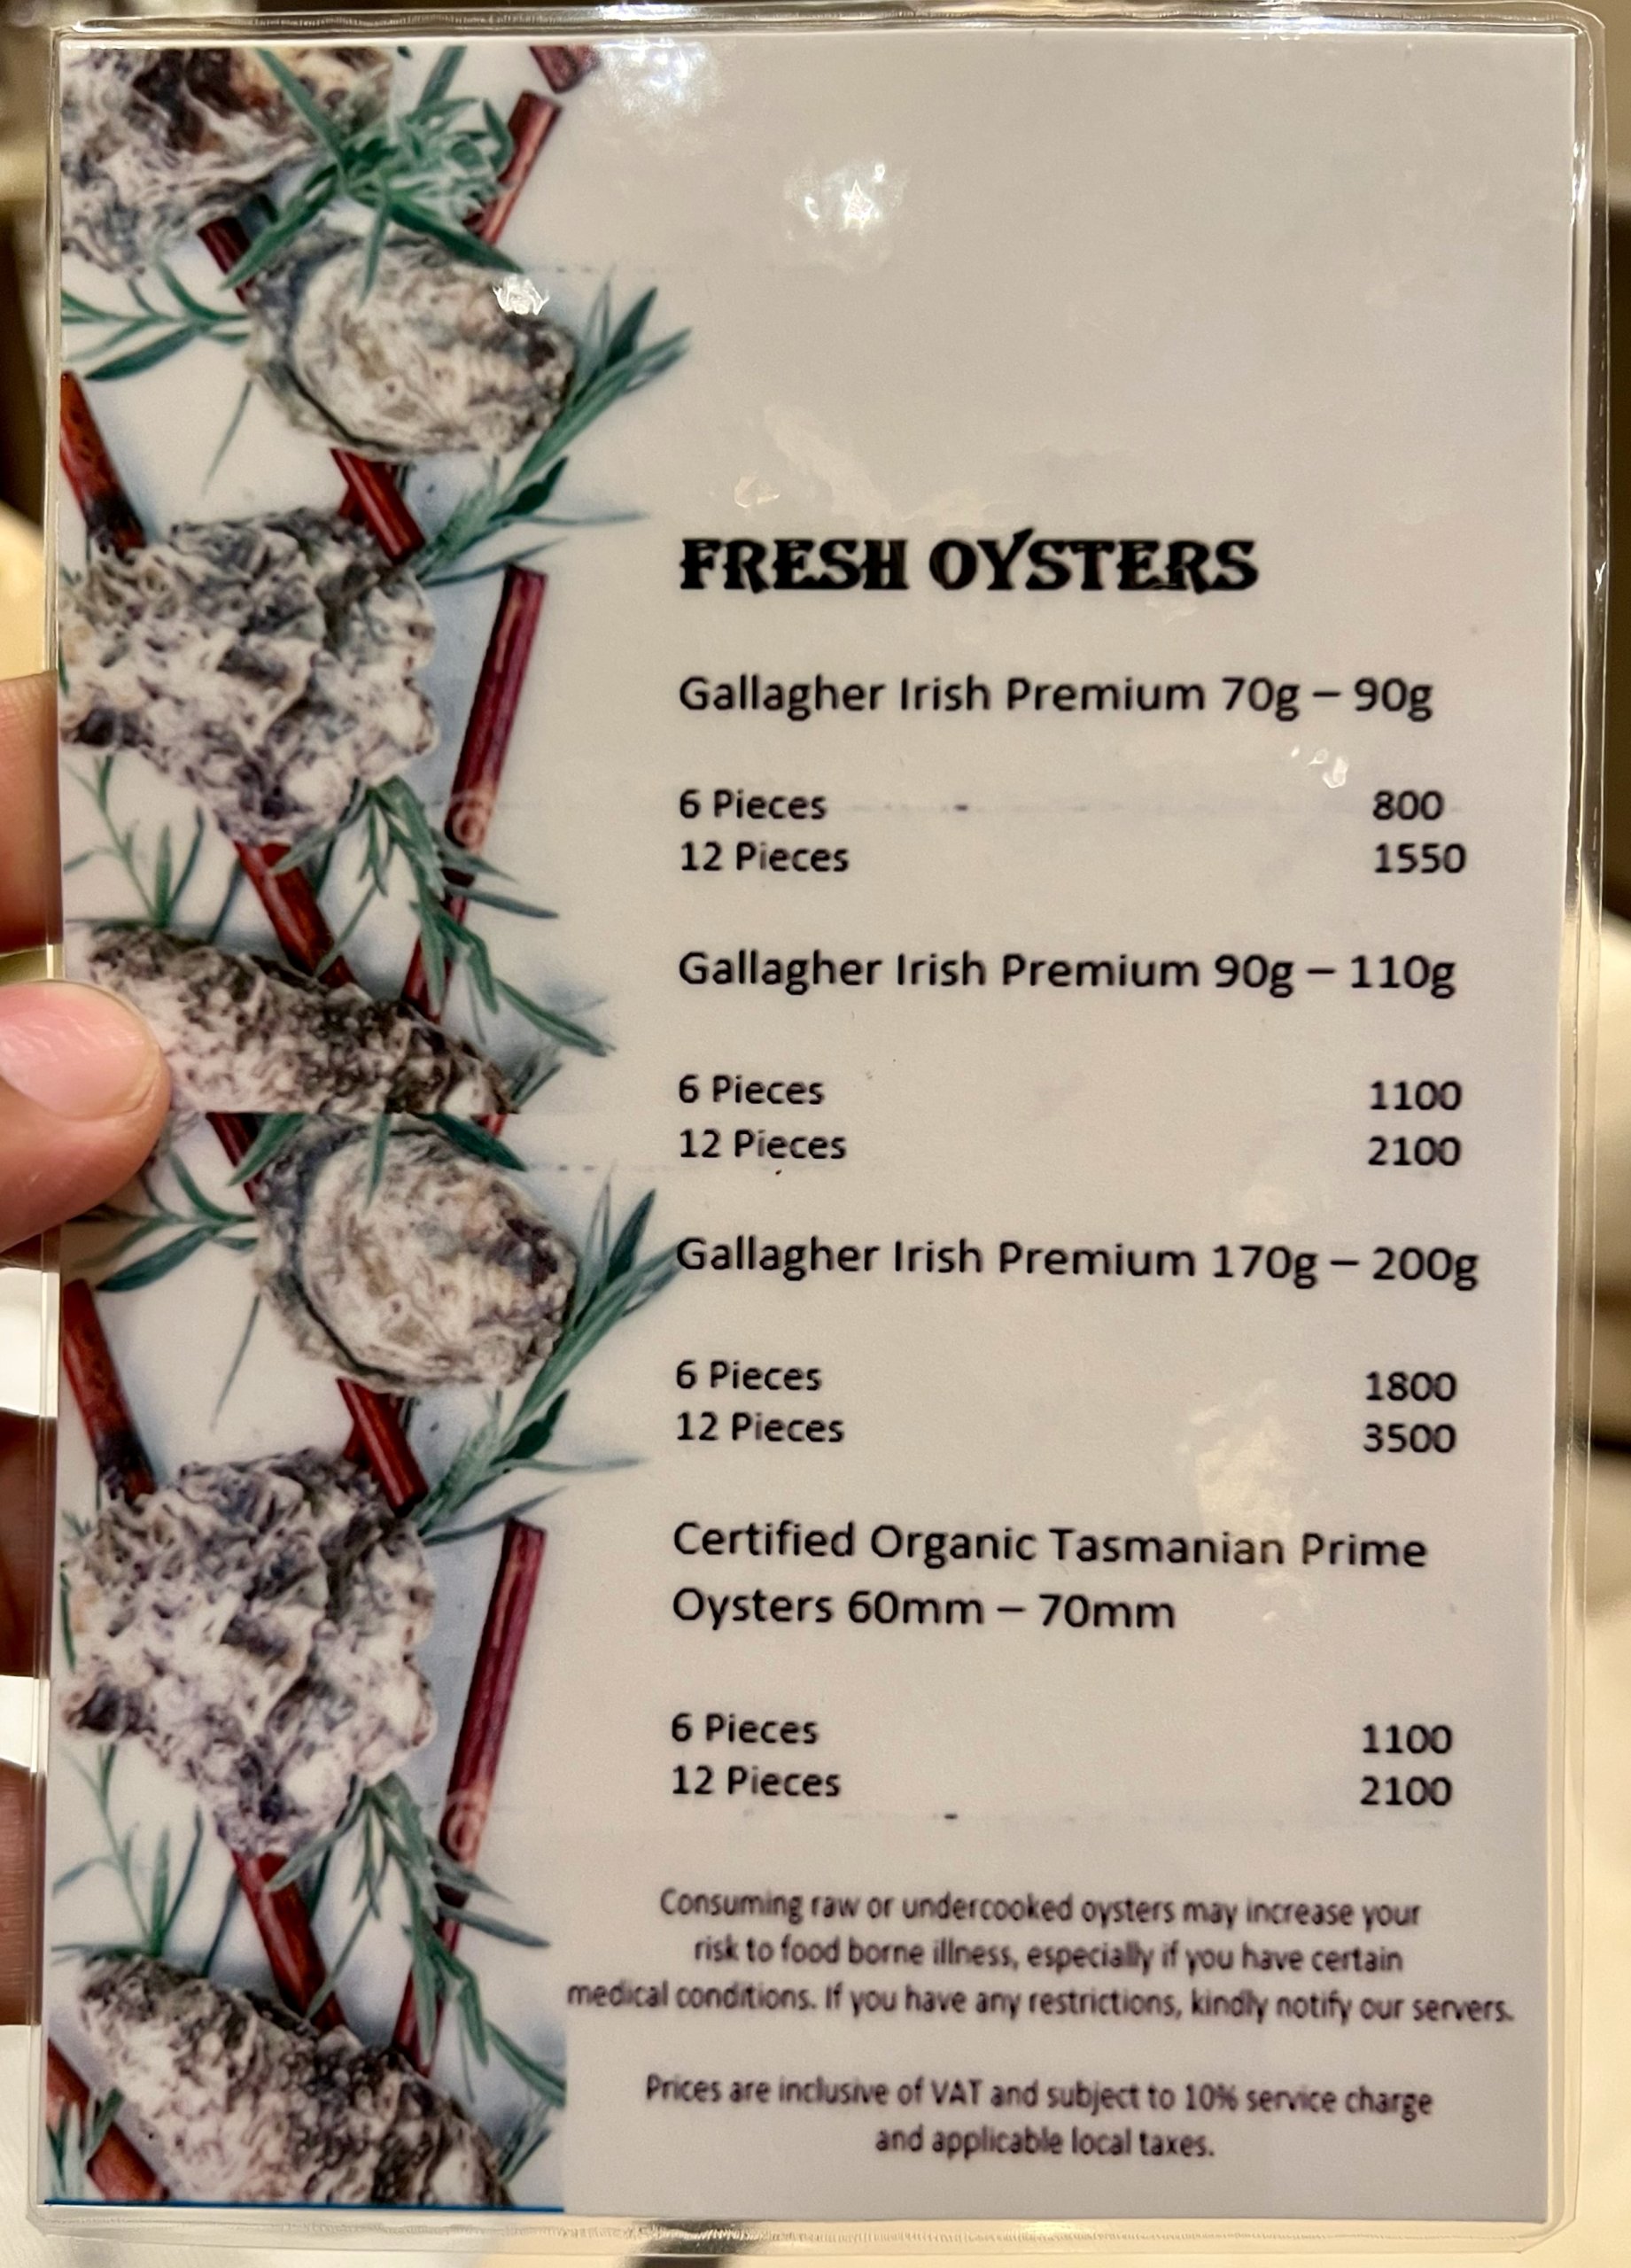 FRESH OYSTERS
Gallagher Irish Premium 70g – 90g
6 Pieces 800
12 Pieces 1550
Gallagher Irish Premium 90g – 110g
6 Pieces 1100
12 Pieces 2100
Gallagher Irish Premium 170g – 200g
6 Pieces 1800
12 Pieces 3500
Certified Organic Tasmanian Prime
Oysters 60mm – 70mm
6 Pieces 1100
12 Pieces 2100
Consuming raw or undercooked oysters may increase your
risk to food borne illness, especially if you have certain
medical conditions. If you have any restrictions, kindly notify our servers.
Prices are inclusive of VAT and subject to 10% service charge
and applicable local taxes.